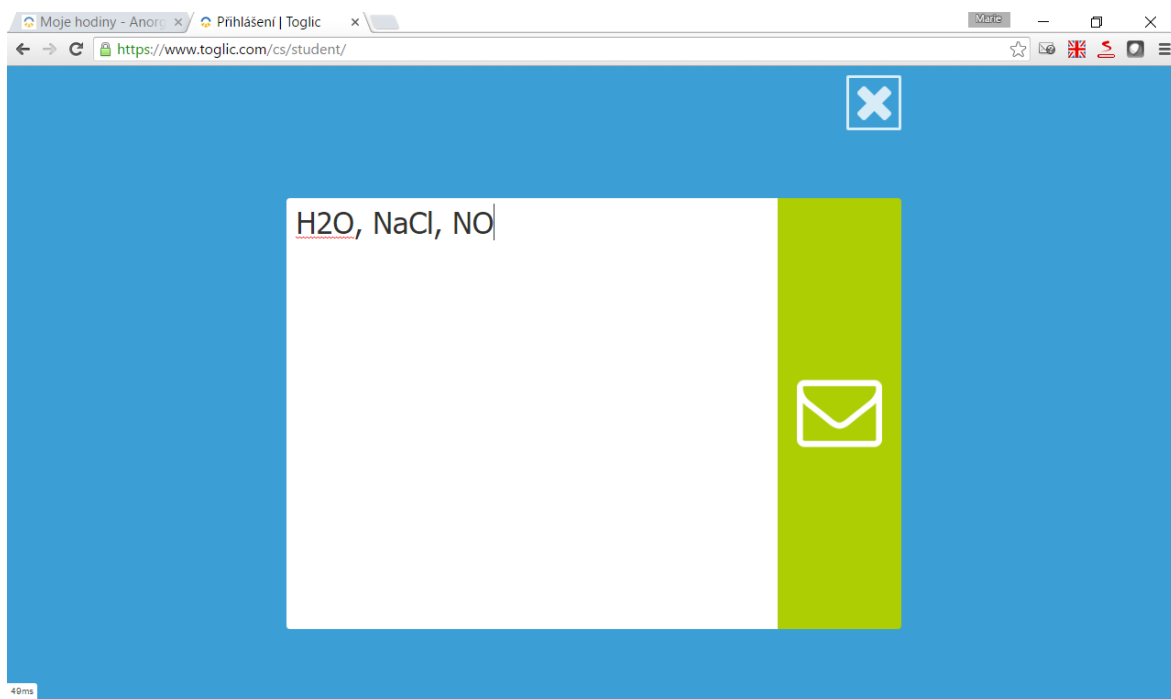 Moje hodiny - Anorg
Přihlášení | Toglic
Marie
https://www.toglic.com/cs/student/
H2O, NaCl, NO
49ms